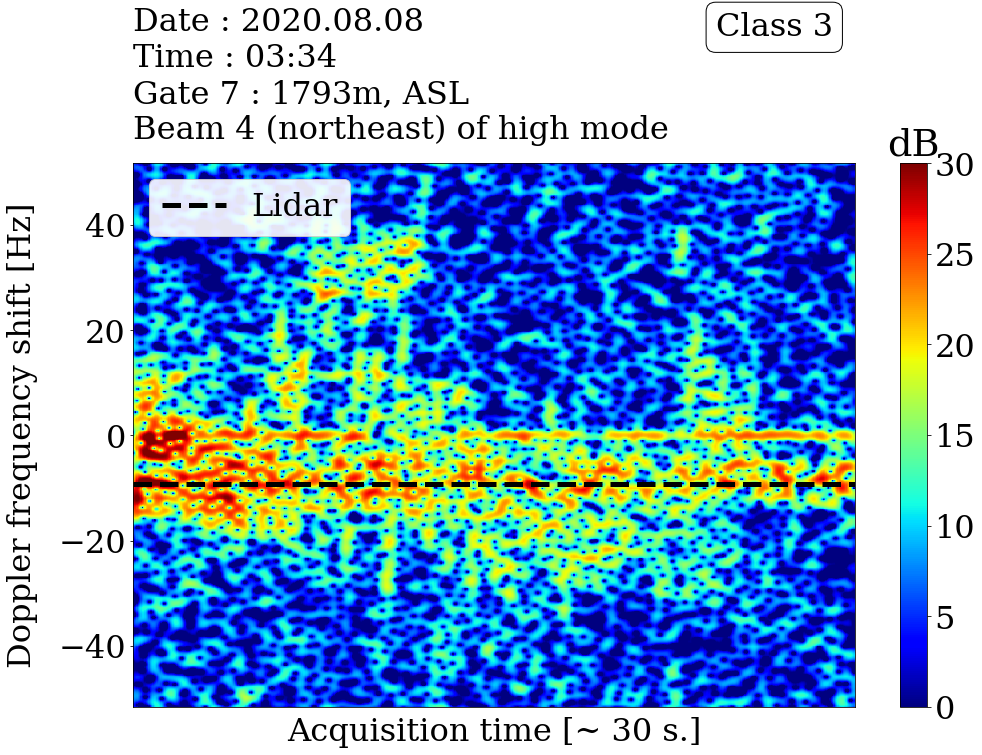 Date : 2020.08.08
Time : 03:34
Gate 7 : 1793m, ASL
Beam 4 (northeast) of high mode
Class 3
dB
Lidar
Doppler frequency shift [Hz]
40
20
0
−20
−40
30
25
20
15
10
5
0
Acquisition time [~ 30 s.]